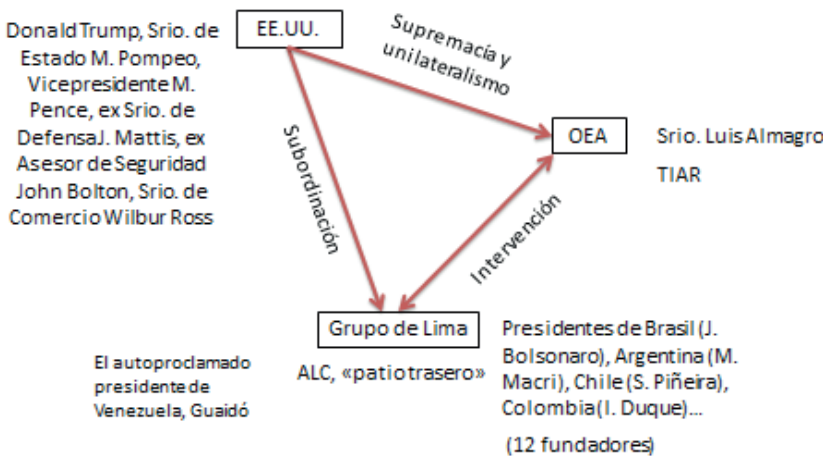 Donald Trump, Srio. de
Estado M. Pompeo,
Vicepresidente M.
Pence, ex Srio. de
Defensa J. Mattis, ex
Asesor de Seguridad
John Bolton, Srio. de
Comercio Wilbur Ross
EE.UU.
Supremacía y
unilateralismo
OEA
Srio. Luis Almagro
TIAR
Subordinación
Intervención
Grupo de Lima
ALC, «patio trasero»
El autoproclamado
presidente de
Venezuela, Guaidó
Presidentes de Brasil (J.
Bolsonaro), Argentina (M.
Macri), Chile (S. Piñeira),
Colombia (I. Duque)...
(12 fundadores)